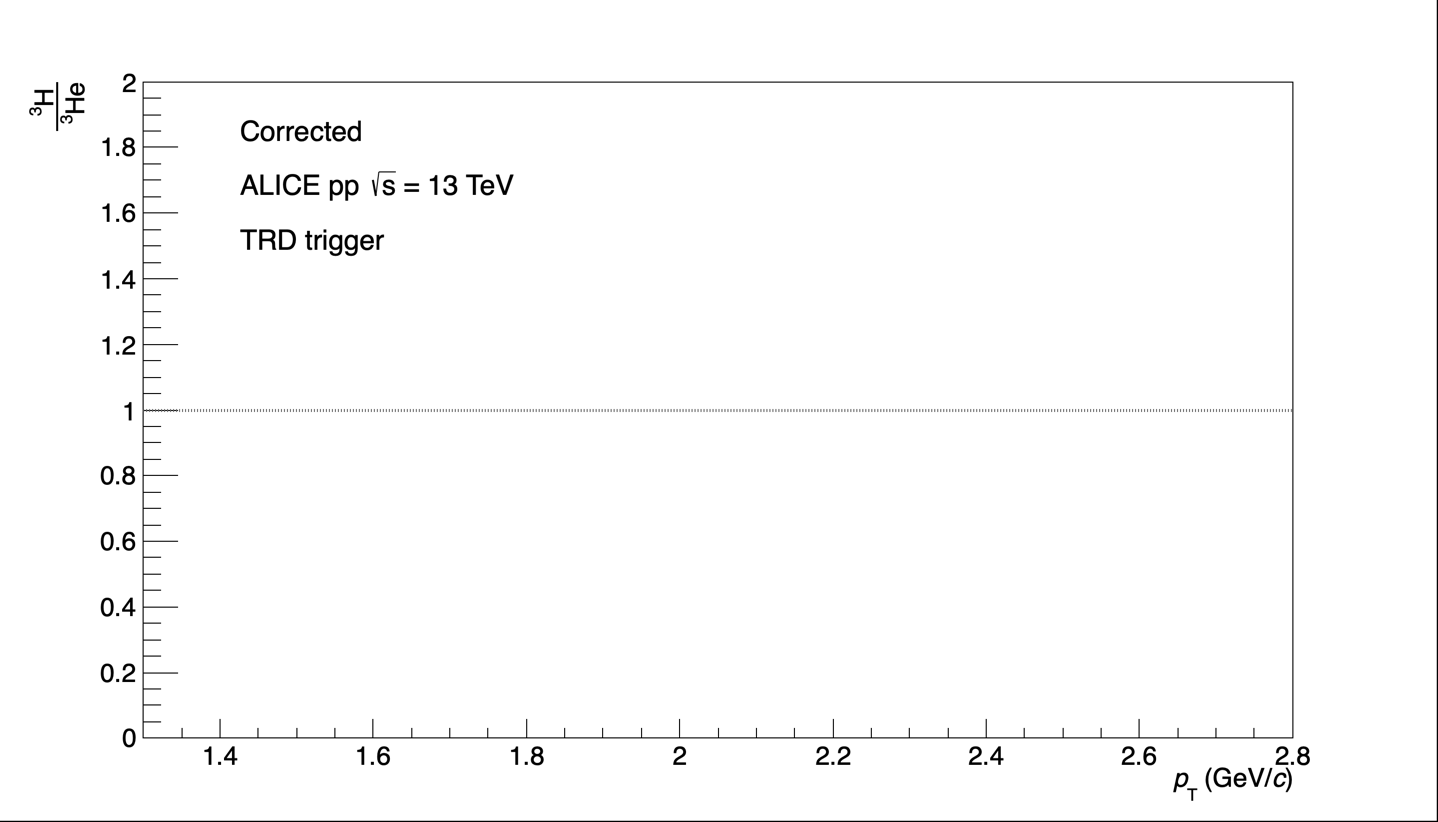 ³H
³He
2
Corrected
1.8
ALICE pp √s = 13 TeV
1.6
TRD trigger
1.4
1.2
1
0.8
0.6
0.4
0.2
0
1.4 1.6 1.8 2 2.2 2.4 2.6 2.8
p_T (GeV/c)